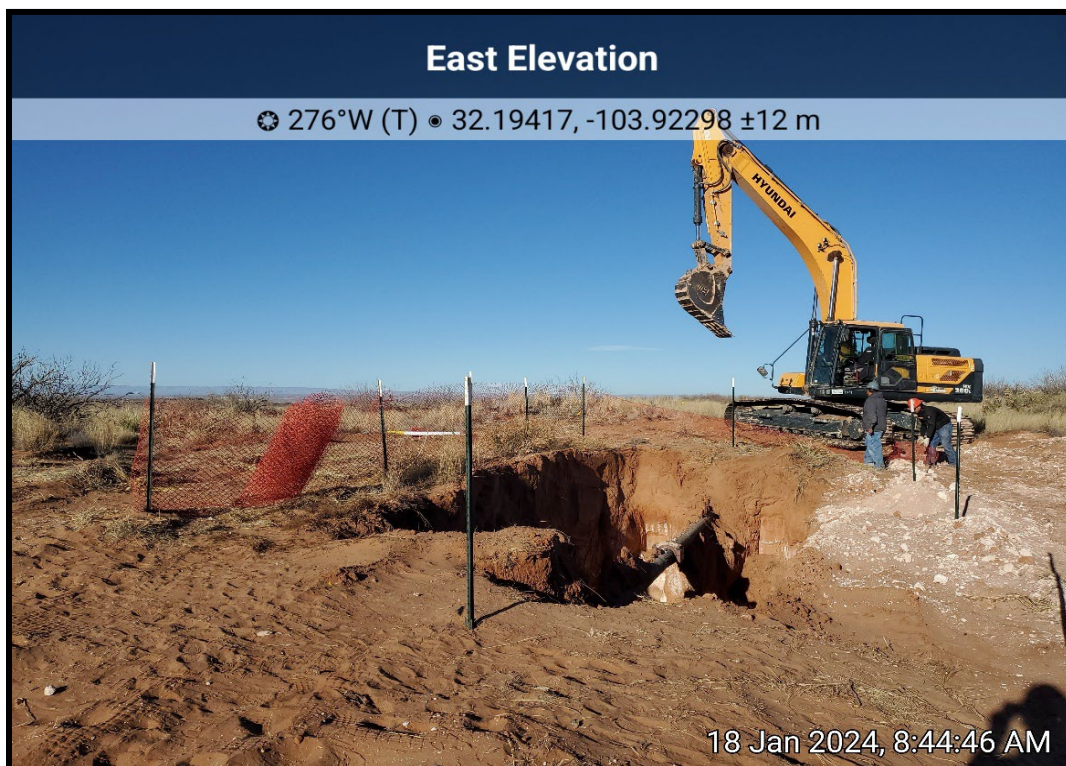 East Elevation
276°W (T) 32.19417, -103.92298 ±12 m
HYUNDAI
18 Jan 2024, 8:44:46 AM